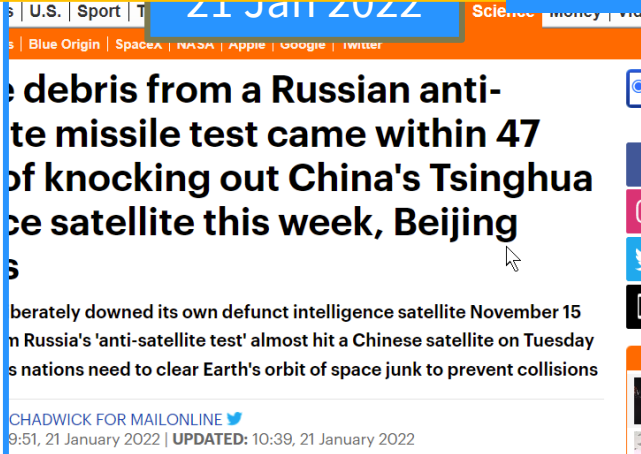 21 Jan 2022
s U.S. Sport Science Money
s Blue Origin SpaceX NASA Apple Google Twitter
e debris from a Russian anti-
te missile test came within 47
of knocking out China's Tsinghua
ce satellite this week, Beijing
s
berately downed its own defunct intelligence satellite November 15
m Russia's 'anti-satellite test' almost hit a Chinese satellite on Tuesday
s nations need to clear Earth's orbit of space junk to prevent collisions
CHADWICK FOR MAILONLINE
9:51, 21 January 2022 | UPDATED: 10:39, 21 January 2022